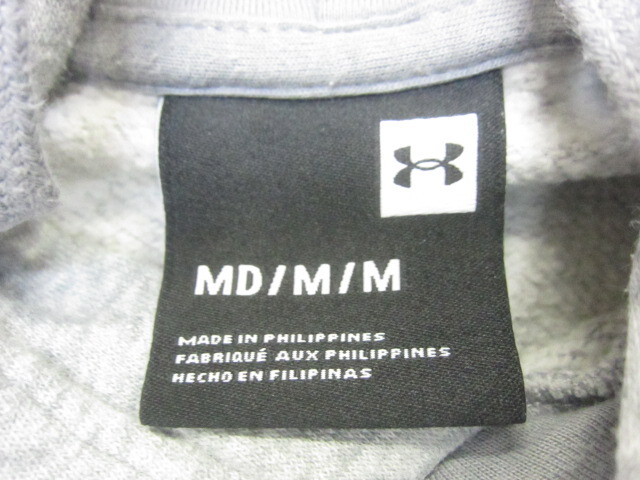 MD/M/M
MADE IN PHILIPPINES
FABRIQUÉ AUX PHILIPPINES
HECHO EN FILIPINAS